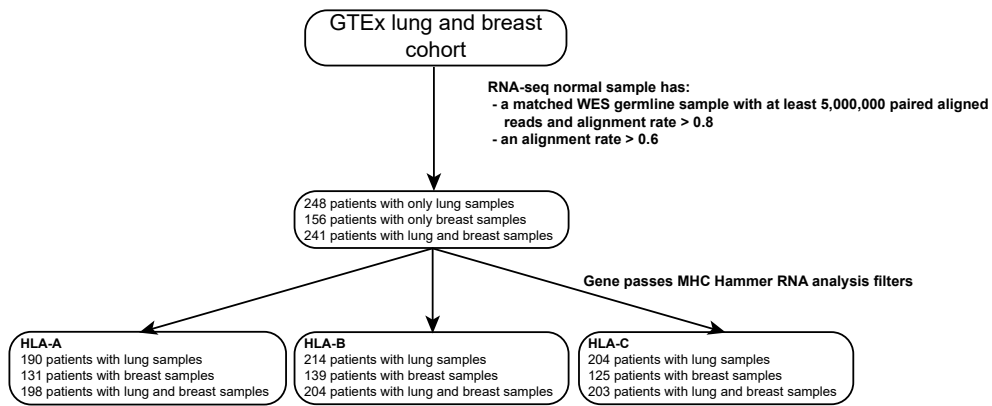 GTEx lung and breast
cohort
RNA-seq normal sample has:
- a matched WES germline sample with at least 5,000,000 paired aligned
reads and alignment rate > 0.8
- an alignment rate > 0.6
248 patients with only lung samples
156 patients with only breast samples
241 patients with lung and breast samples
Gene passes MHC Hammer RNA analysis filters
HLA-A
190 patients with lung samples
131 patients with breast samples
198 patients with lung and breast samples
HLA-B
214 patients with lung samples
139 patients with breast samples
204 patients with lung and breast samples
HLA-C
204 patients with lung samples
125 patients with breast samples
203 patients with lung and breast samples